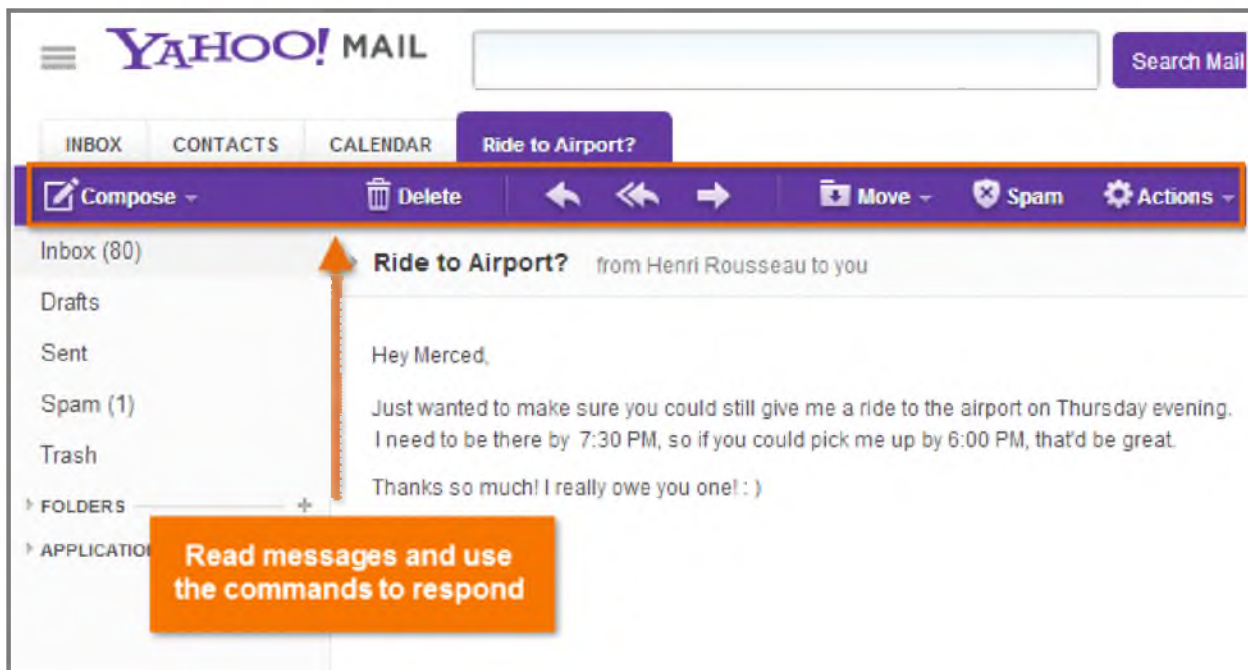 YAHOO! MAIL
Search Mail
INBOX CONTACTS CALENDAR Ride to Airport?
Compose Delete Move Spam Actions
Inbox (80)
Ride to Airport? from Henri Rousseau to you
Drafts
Sent
Spam (1)
Trash
FOLDERS
Hey Merced,
Just wanted to make sure you could still give me a ride to the airport on Thursday evening.
I need to be there by 7:30 PM, so if you could pick me up by 6:00 PM, that'd be great.
Thanks so much! I really owe you one! : )
Read messages and use
the commands to respond